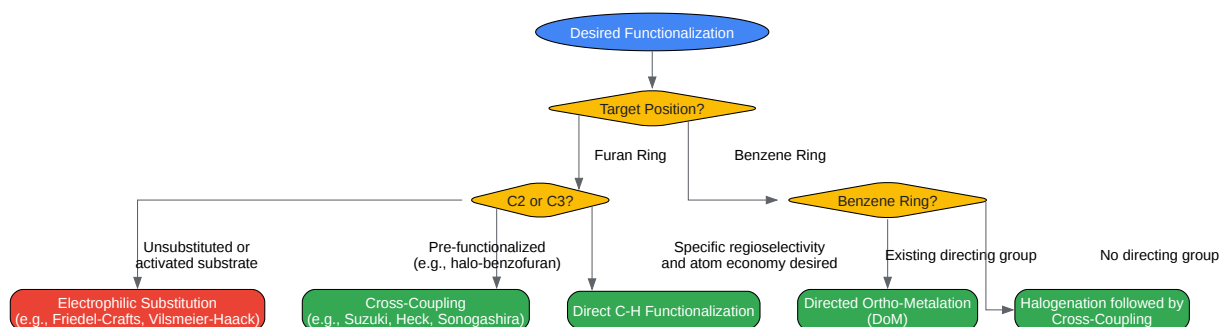 Desired Functionalization
Target Position?
Furan Ring
Benzene Ring
C2 or C3?
Benzene Ring?
Unsubstituted or
activated substrate
Pre-functionalized
(e.g., halo-benzofuran)
Specific regioselectivity
and atom economy desired
Existing directing group
No directing group
Electrophilic Substitution
(e.g., Friedel-Crafts, Vilsmeier-Haack)
Cross-Coupling
(e.g., Suzuki, Heck, Sonogashira)
Direct C-H Functionalization
Directed Ortho-Metalation
(DoM)
Halogenation followed by
Cross-Coupling